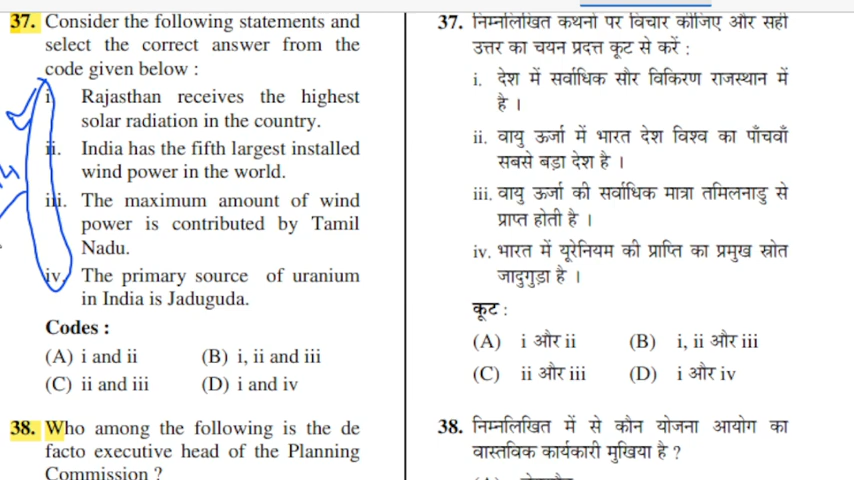 37. Consider the following statements and
select the correct answer from the
code given below :
i. Rajasthan receives the highest
solar radiation in the country.
ii. India has the fifth largest installed
wind power in the world.
iii. The maximum amount of wind
power is contributed by Tamil
Nadu.
iv. The primary source of uranium
in India is Jaduguda.
Codes :
(A) i and ii (B) i, ii and iii
(C) ii and iii (D) i and iv
38. Who among the following is the de
facto executive head of the Planning
Commission ?
37. निम्नलिखित कथनों पर विचार कीजिए और सही
उत्तर का चयन प्रदत्त कूट से करें :
i. देश में सर्वाधिक सौर विकिरण राजस्थान में
है ।
ii. वायु ऊर्जा में भारत देश विश्व का पाँचवाँ
सबसे बड़ा देश है ।
iii. वायु ऊर्जा की सर्वाधिक मात्रा तमिलनाडु से
प्राप्त होती है ।
iv. भारत में यूरेनियम की प्राप्ति का प्रमुख स्रोत
जादुगुड़ा है ।
कूट :
(A) i और ii (B) i, ii और iii
(C) ii और iii (D) i और iv
38. निम्नलिखित में से कौन योजना आयोग का
वास्तविक कार्यकारी मुखिया है ?